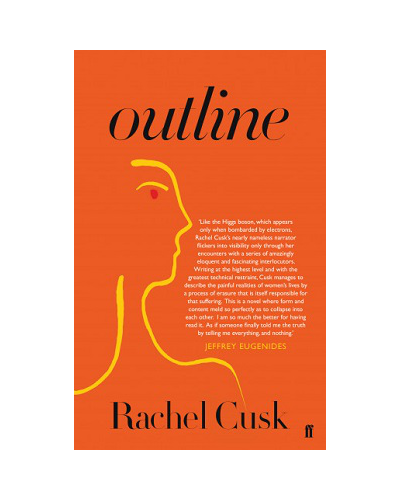 outline
'Like the Higgs boson, which appears
only when bombarded by electrons,
Rachel Cusk's nearly nameless narrator
flickers into visibility only through her
encounters with a series of amazingly
eloquent and fascinating interlocutors.
Writing at the highest level and with the
greatest technical restraint, Cusk manages to
describe the painful realities of women's lives by
a process of erasure that is itself responsible for
that suffering. This is a novel where form and
content meld so perfectly as to collapse into
each other. I am so much the better for having
read it. As if someone finally told me the truth
by telling me everything, and nothing.'
JEFFREY EUGENIDES
Rachel Cusk
ff